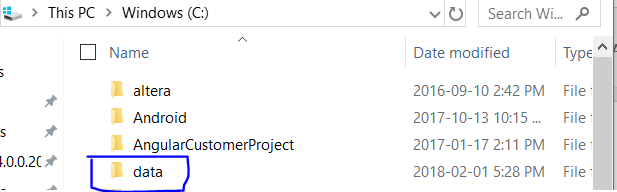 This PC > Windows (C:) Search Wi...
Name Date modified Type
altera 2016-09-10 2:42 PM File f
Android 2017-10-13 10:15 ... File f
AngularCustomerProject 2017-01-17 2:11 PM File f
4.0.0.20 data 2018-02-01 5:28 PM File f